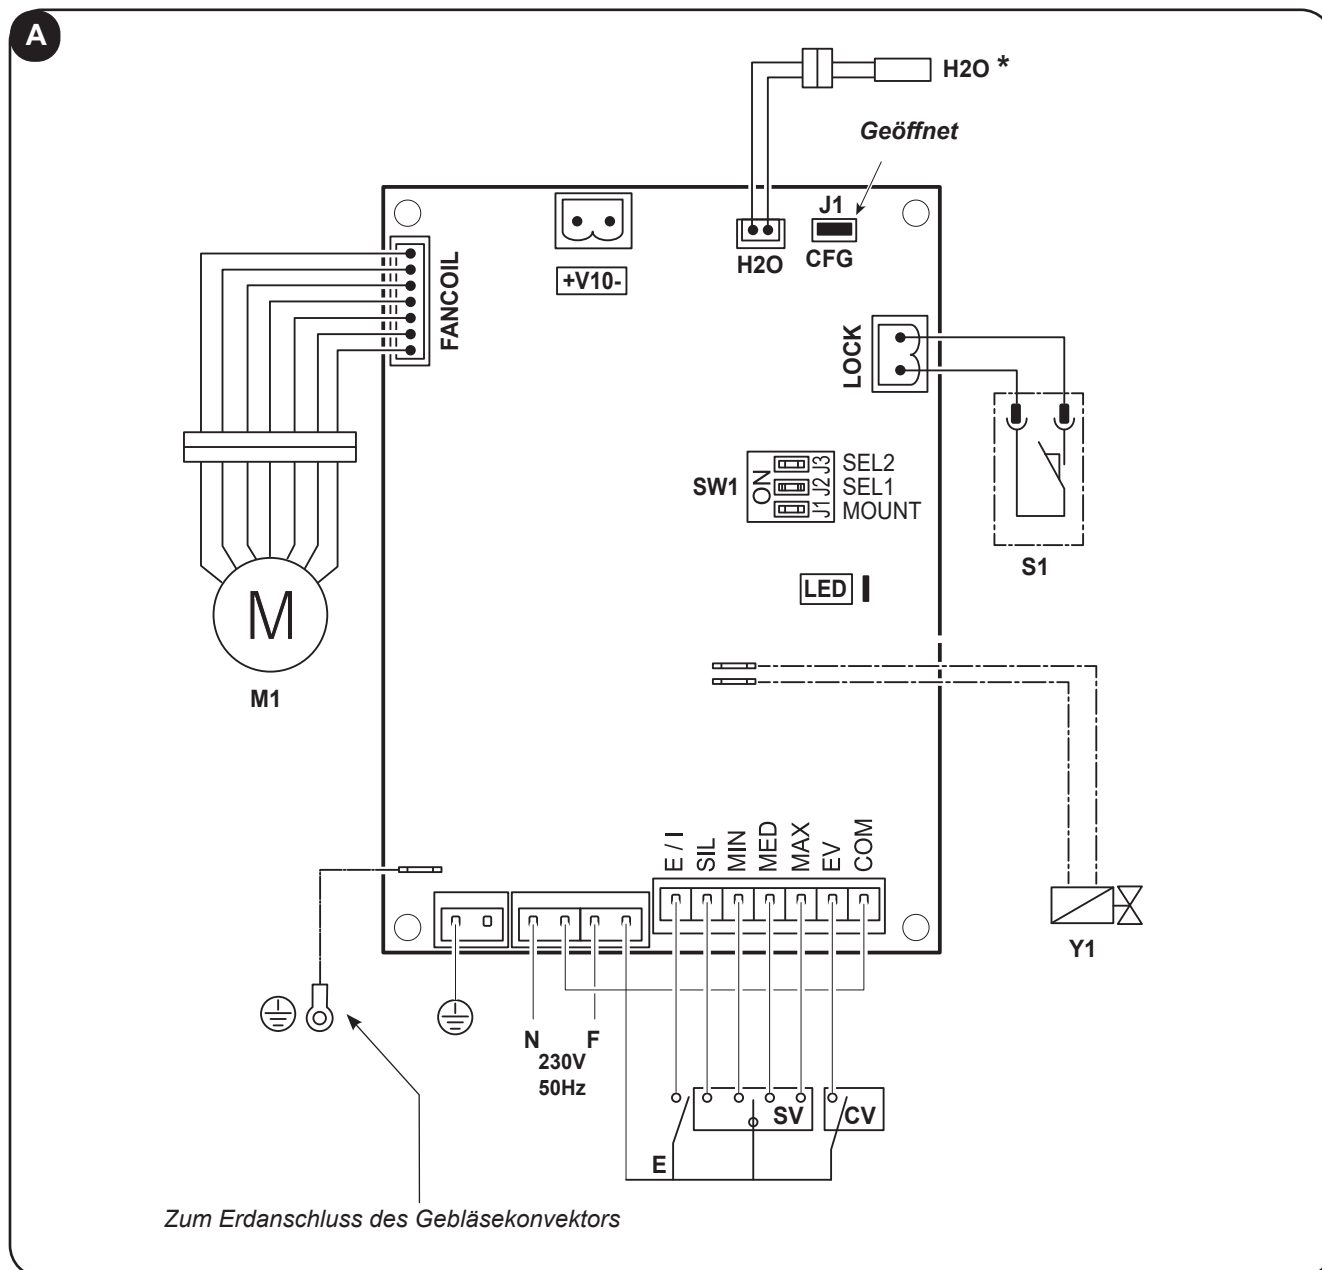 A
H2O *
Geöffnet
J1
H2O
CFG
+V10-
FANCOIL
LOCK
SW1
ON
J3 SEL2
J2 SEL1
J1 MOUNT
S1
LED
M
M1
E / I
SIL
MIN
MED
MAX
EV
COM
Y1
N F
230V
50Hz
SV
CV
E
Zum Erdanschluss des Gebläsekonvektors